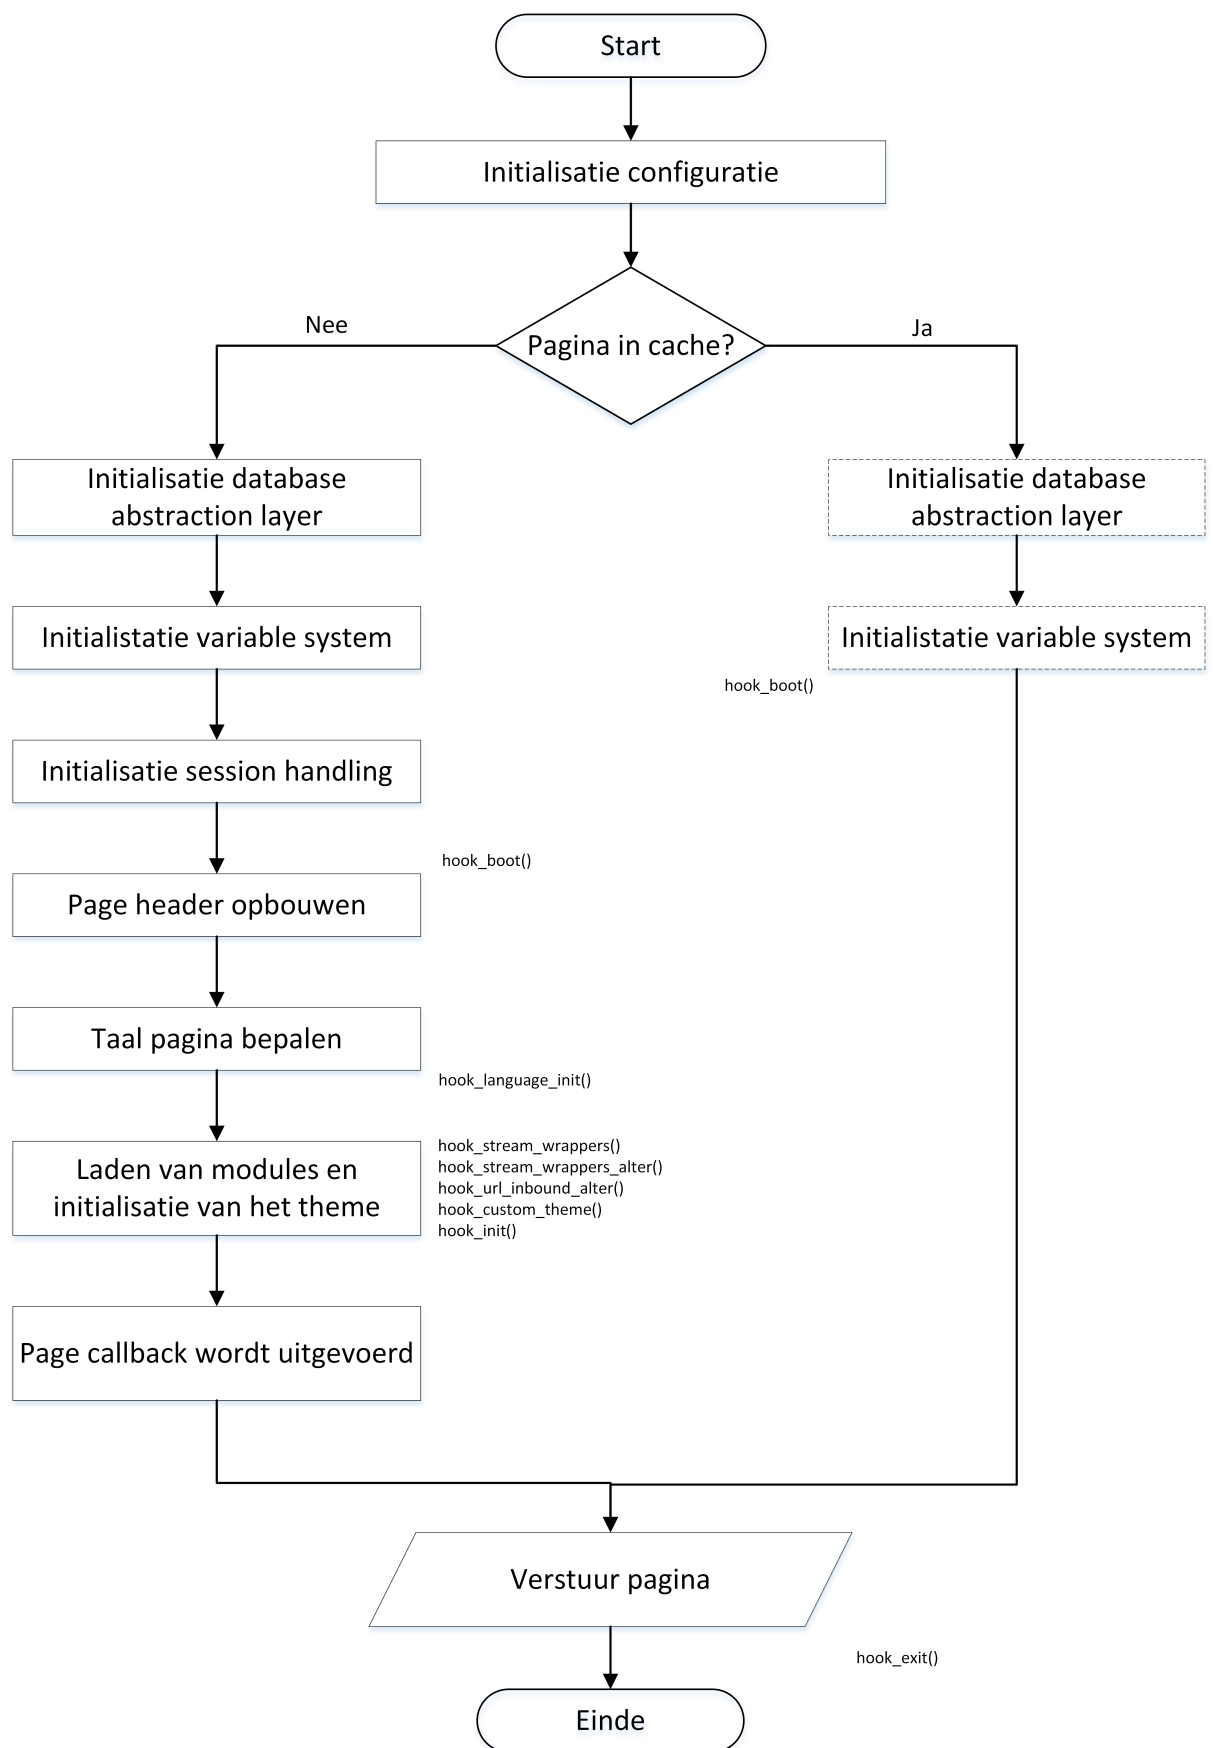 Start
Initialisatie configuratie
Pagina in cache?
Nee
Ja
Initialisatie database
abstraction layer
Initialistatie variable system
Initialisatie session handling
hook_boot()
Page header opbouwen
Taal pagina bepalen
hook_language_init()
Laden van modules en
initialisatie van het theme
hook_stream_wrappers()
hook_stream_wrappers_alter()
hook_url_inbound_alter()
hook_custom_theme()
hook_init()
Page callback wordt uitgevoerd
Initialisatie database
abstraction layer
Initialistatie variable system
hook_boot()
Verstuur pagina
hook_exit()
Einde